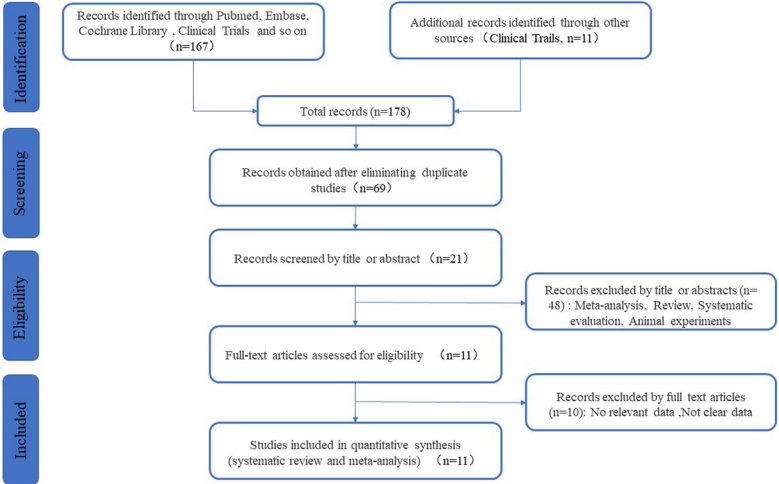 Identification
Records identified through Pubmed, Embase,
Cochrane Library , Clinical Trials and so on
（n=167）
Additional records identified through other
sources （Clinical Trails, n=11）
Total records (n=178)
Screening
Records obtained after eliminating duplicate
studies （n=69）
Records screened by title or abstract （n=21）
Eligibility
Records excluded by title or abstracts (n=
48) : Meta-analysis, Review, Systematic
evaluation, Animal experiments
Full-text articles assessed for eligibility （n=11）
Included
Records excluded by full text articles
(n=10): No relevant data ,Not clear data
Studies included in quantitative synthesis
(systematic review and meta-analysis) （n=11）